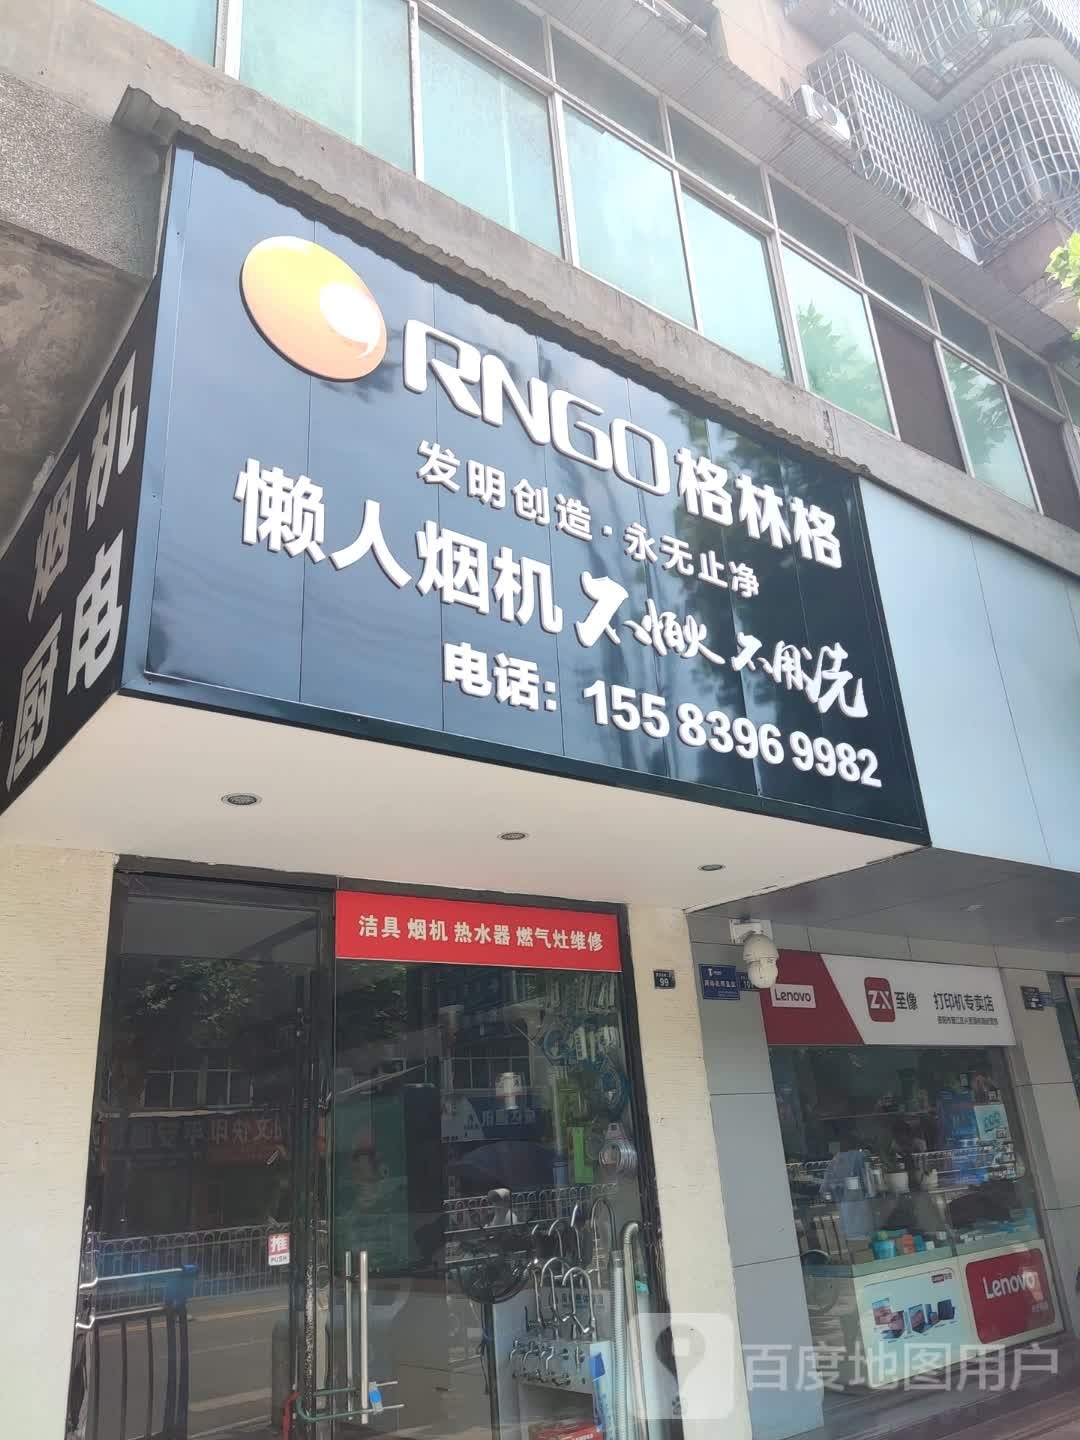 RNGO格林格
发明创造·永无止净
懒人烟机 不怕火 不用洗
电话：155 8396 9982
烟机
厨电
洁具 烟机 热水器 燃气灶维修
99
Lenovo
ZX 至像 打印机专卖店
推
PUSH
Lenovo
Lenovo
百度地图用户